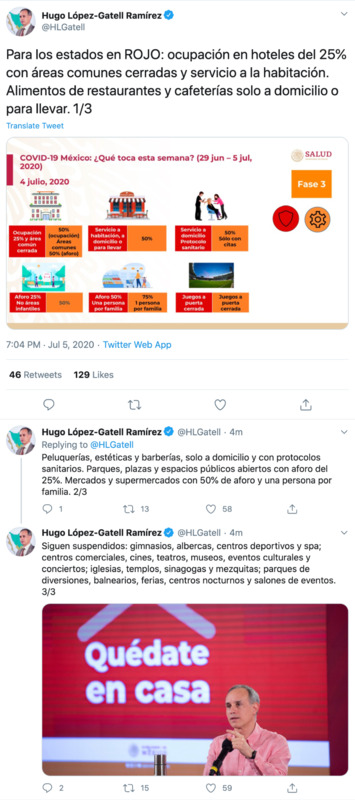 Hugo López-Gatell Ramírez
@HLGatell
Para los estados en ROJO: ocupación en hoteles del 25%
con áreas comunes cerradas y servicio a la habitación.
Alimentos de restaurantes y cafeterías solo a domicilio o
para llevar. 1/3
Translate Tweet
COVID-19 México: ¿Qué toca esta semana? (29 jun – 5 jul,
2020)
SALUD
4 julio, 2020
Fase 3
Ocupación
25% y área
común
cerrada
50%
(ocupación)
Áreas
comunes
50% (aforo)
Servicio a
habitación, a
domicilio o
para llevar
50%
Servicio a
domicilio
Protocolo
sanitario
50%
Sólo con
citas
Aforo 25%
No áreas
infantiles
50%
Aforo 50%
Una persona
por familia
75%
1 persona
por familia
Juegos a
puerta
cerrada
Juegos a
puerta
cerrada
7:04 PM · Jul 5, 2020 · Twitter Web App
46 Retweets 129 Likes
Hugo López-Gatell Ramírez @HLGatell · 4m
Replying to @HLGatell
Peluquerías, estéticas y barberías, solo a domicilio y con protocolos
sanitarios. Parques, plazas y espacios públicos abiertos con aforo del
25%. Mercados y supermercados con 50% de aforo y una persona por
familia. 2/3
1 13 58
Hugo López-Gatell Ramírez @HLGatell · 4m
Siguen suspendidos: gimnasios, albercas, centros deportivos y spa;
centros comerciales, cines, teatros, museos, eventos culturales y
conciertos; iglesias, templos, sinagogas y mezquitas; parques de
diversiones, balnearios, ferias, centros nocturnos y salones de eventos.
3/3
Quédate
en casa
2 15 59